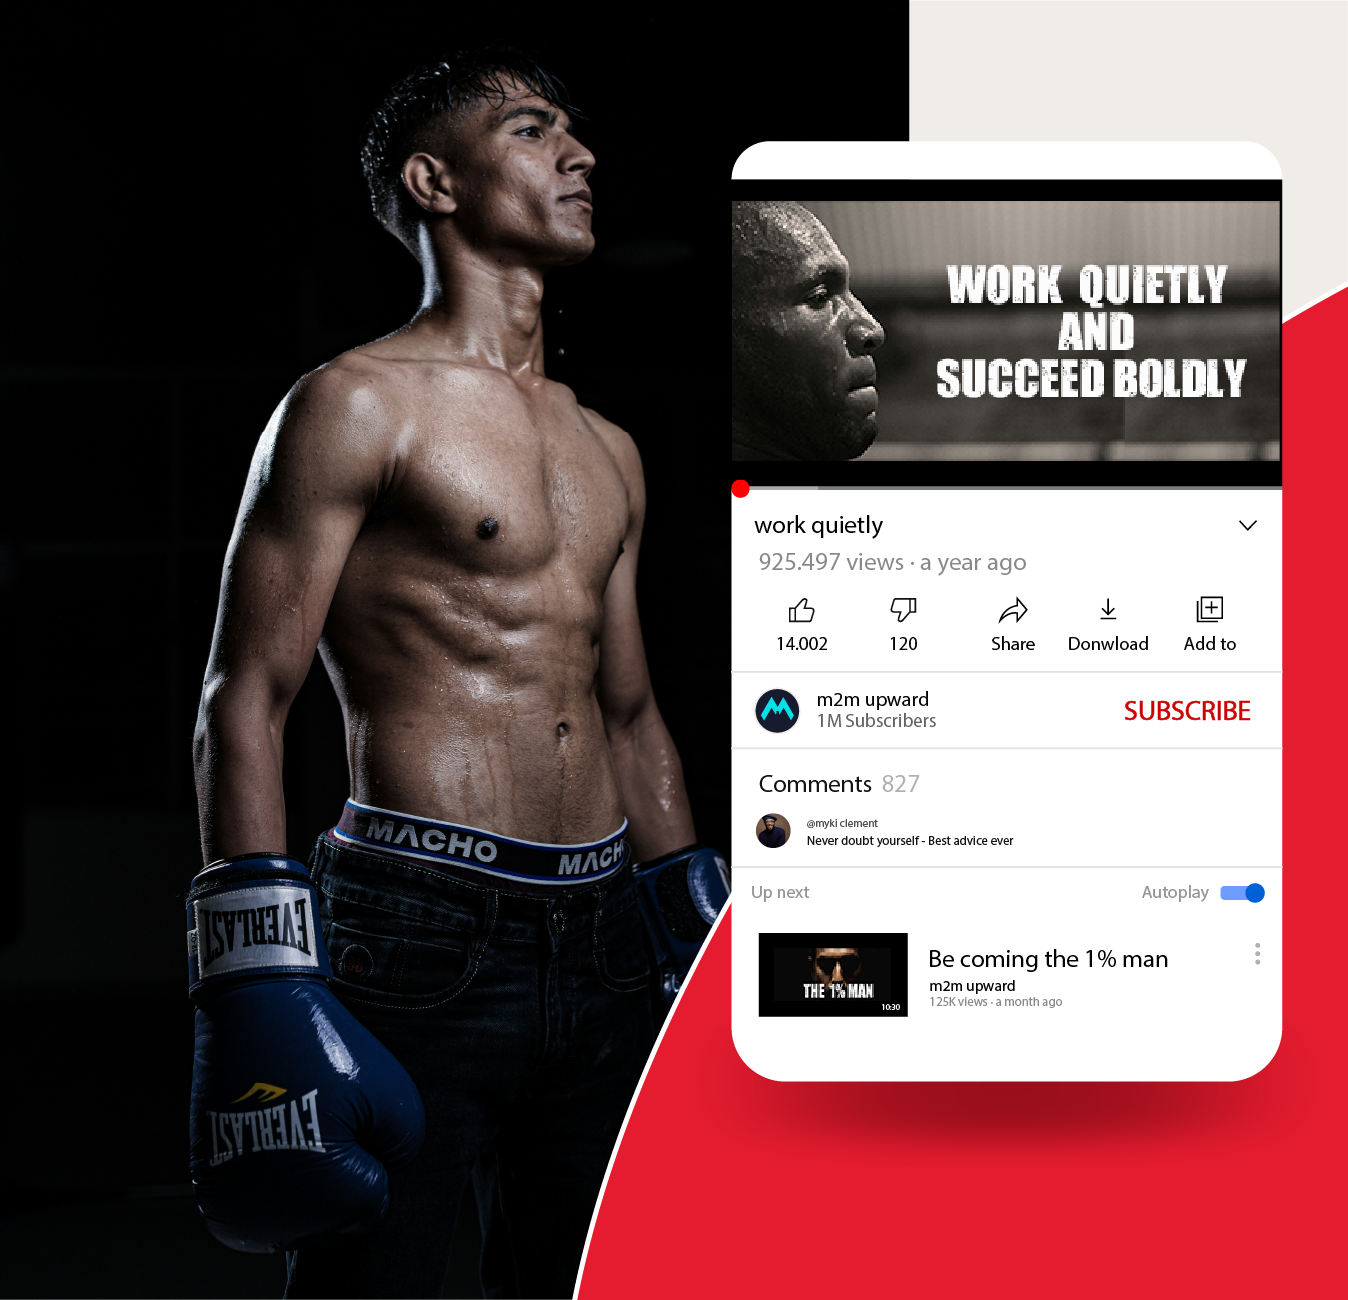 WORK QUIETLY
AND
SUCCEED BOLDLY
work quietly
925.497 views · a year ago
14.002
120
Share
Donwload
Add to
m2m upward
1M Subscribers
SUBSCRIBE
Comments 827
@myki clement
Never doubt yourself - Best advice ever
Up next
Autoplay
THE 1% MAN
10:30
Be coming the 1% man
m2m upward
125K views · a month ago
MACHO
MACH
EVERLAST
EVERLAST